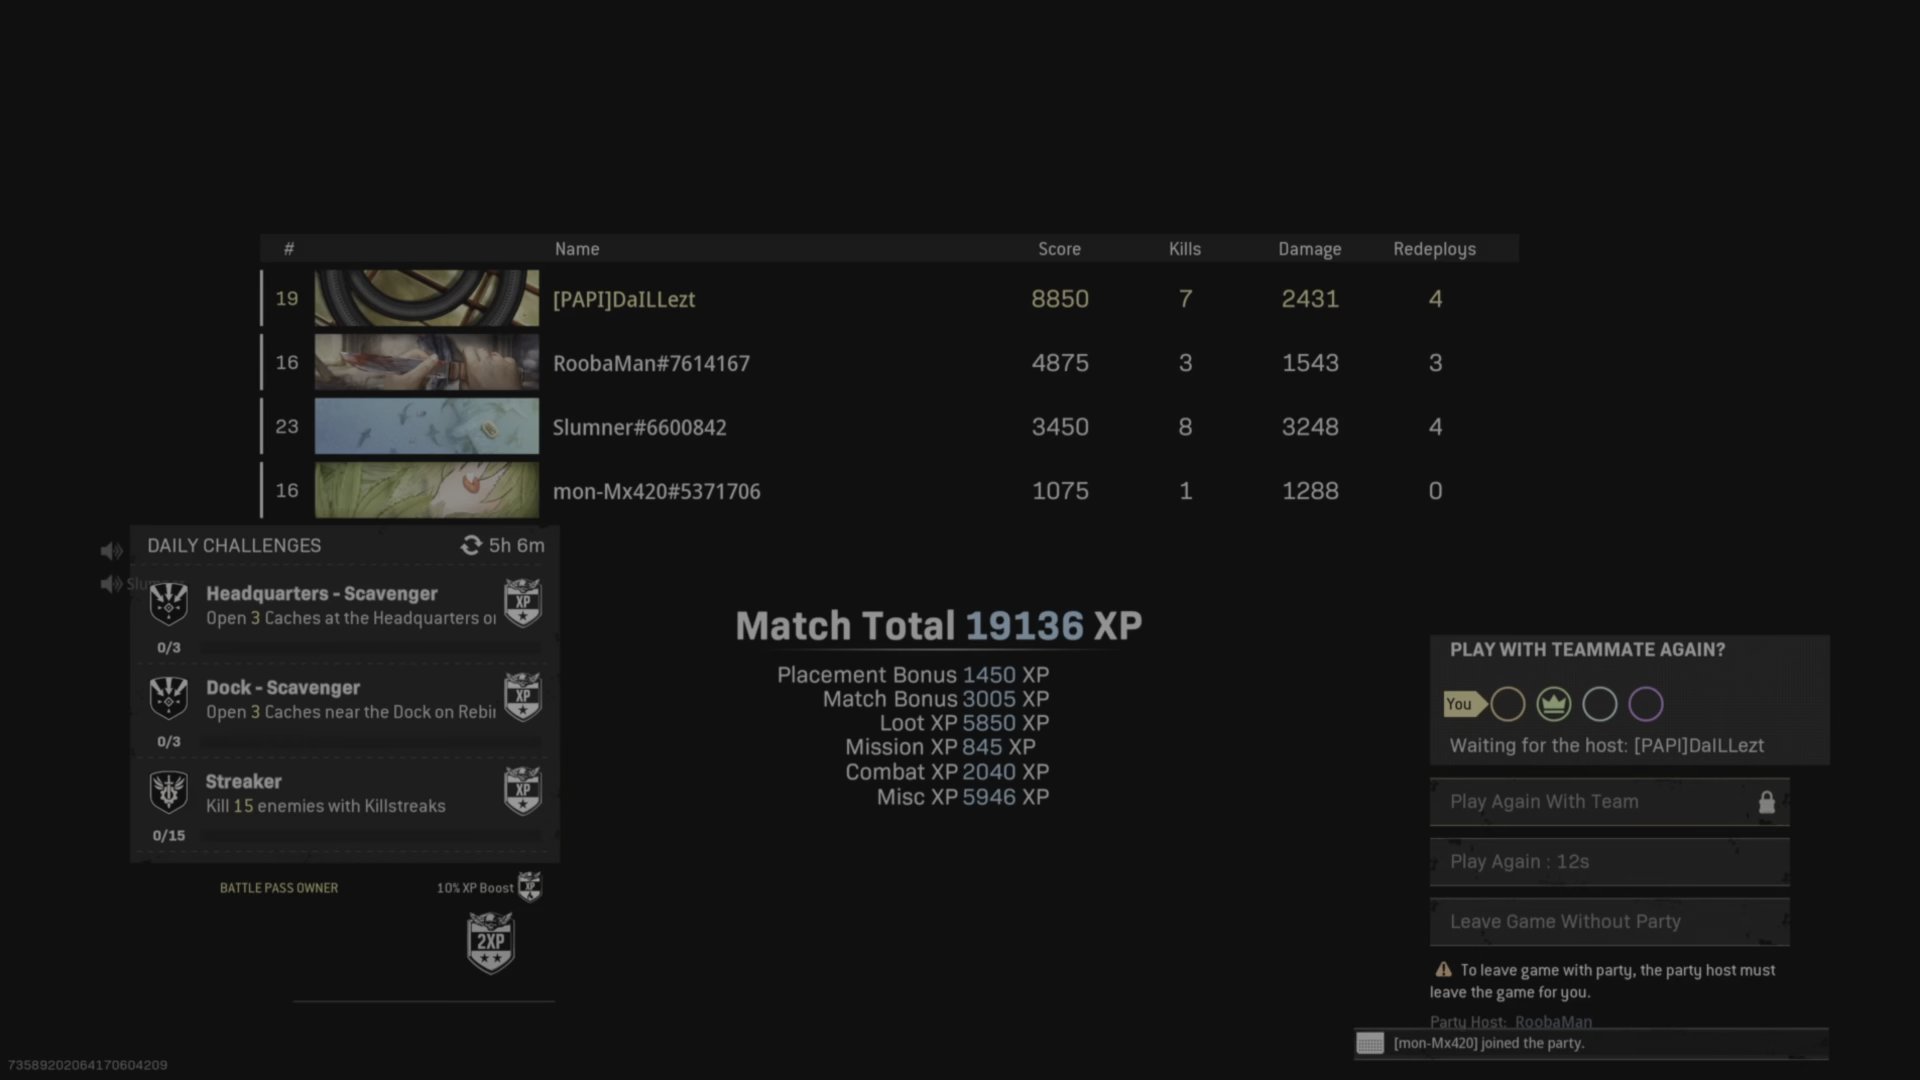 # Name Score Kills Damage Redeploys
19 [PAPI]DaILLezt 8850 7 2431 4
16 RoobaMan#7614167 4875 3 1543 3
23 Slumner#6600842 3450 8 3248 4
16 mon-Mx420#5371706 1075 1 1288 0
DAILY CHALLENGES 5h 6m
Headquarters - Scavenger
Open 3 Caches at the Headquarters or
XP
0/3
Dock - Scavenger
Open 3 Caches near the Dock on Rebir
XP
0/3
Streaker
Kill 15 enemies with Killstreaks
XP
0/15
BATTLE PASS OWNER 10% XP Boost XP
2XP
Match Total 19136 XP
Placement Bonus 1450 XP
Match Bonus 3005 XP
Loot XP 5850 XP
Mission XP 845 XP
Combat XP 2040 XP
Misc XP 5946 XP
PLAY WITH TEAMMATE AGAIN?
You
Waiting for the host: [PAPI]DaILLezt
Play Again With Team
Play Again : 12s
Leave Game Without Party
To leave game with party, the party host must
leave the game for you.
Party Host: RoobaMan
[mon-Mx420] joined the party.
73589202064170604209